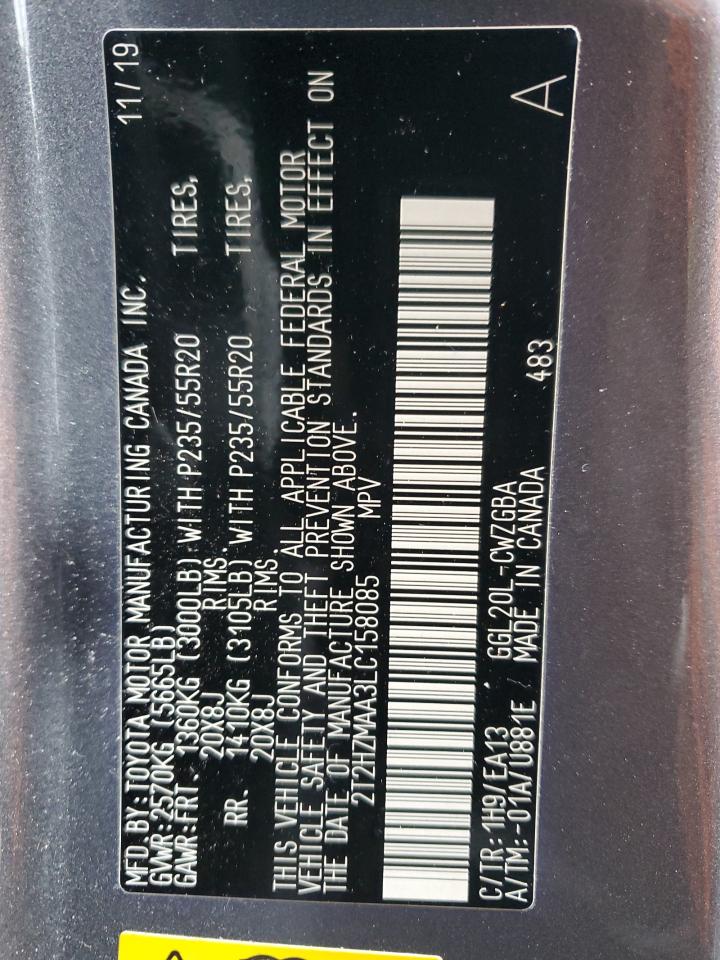 MFD.BY:TOYOTA MOTOR MANUFACTURING CANADA INC. 11/19
GVWR:2570KG (5665LB)
GAWR:FRT. 1360KG (3000LB) WITH P235/55R20 TIRES,
20X8J RIMS
RR. 1410KG (3105LB) WITH P235/55R20 TIRES,
20X8J RIMS.
THIS VEHICLE CONFORMS TO ALL APPLICABLE FEDERAL MOTOR
VEHICLE SAFETY AND THEFT PREVENTION STANDARDS IN EFFECT ON
THE DATE OF MANUFACTURE SHOWN ABOVE.
2T2HZMAA3LC158085 MPV
C/TR:1H9/EA13 GGL20L-CWZGBA
A/TM:-01A/U881E MADE IN CANADA 483 A